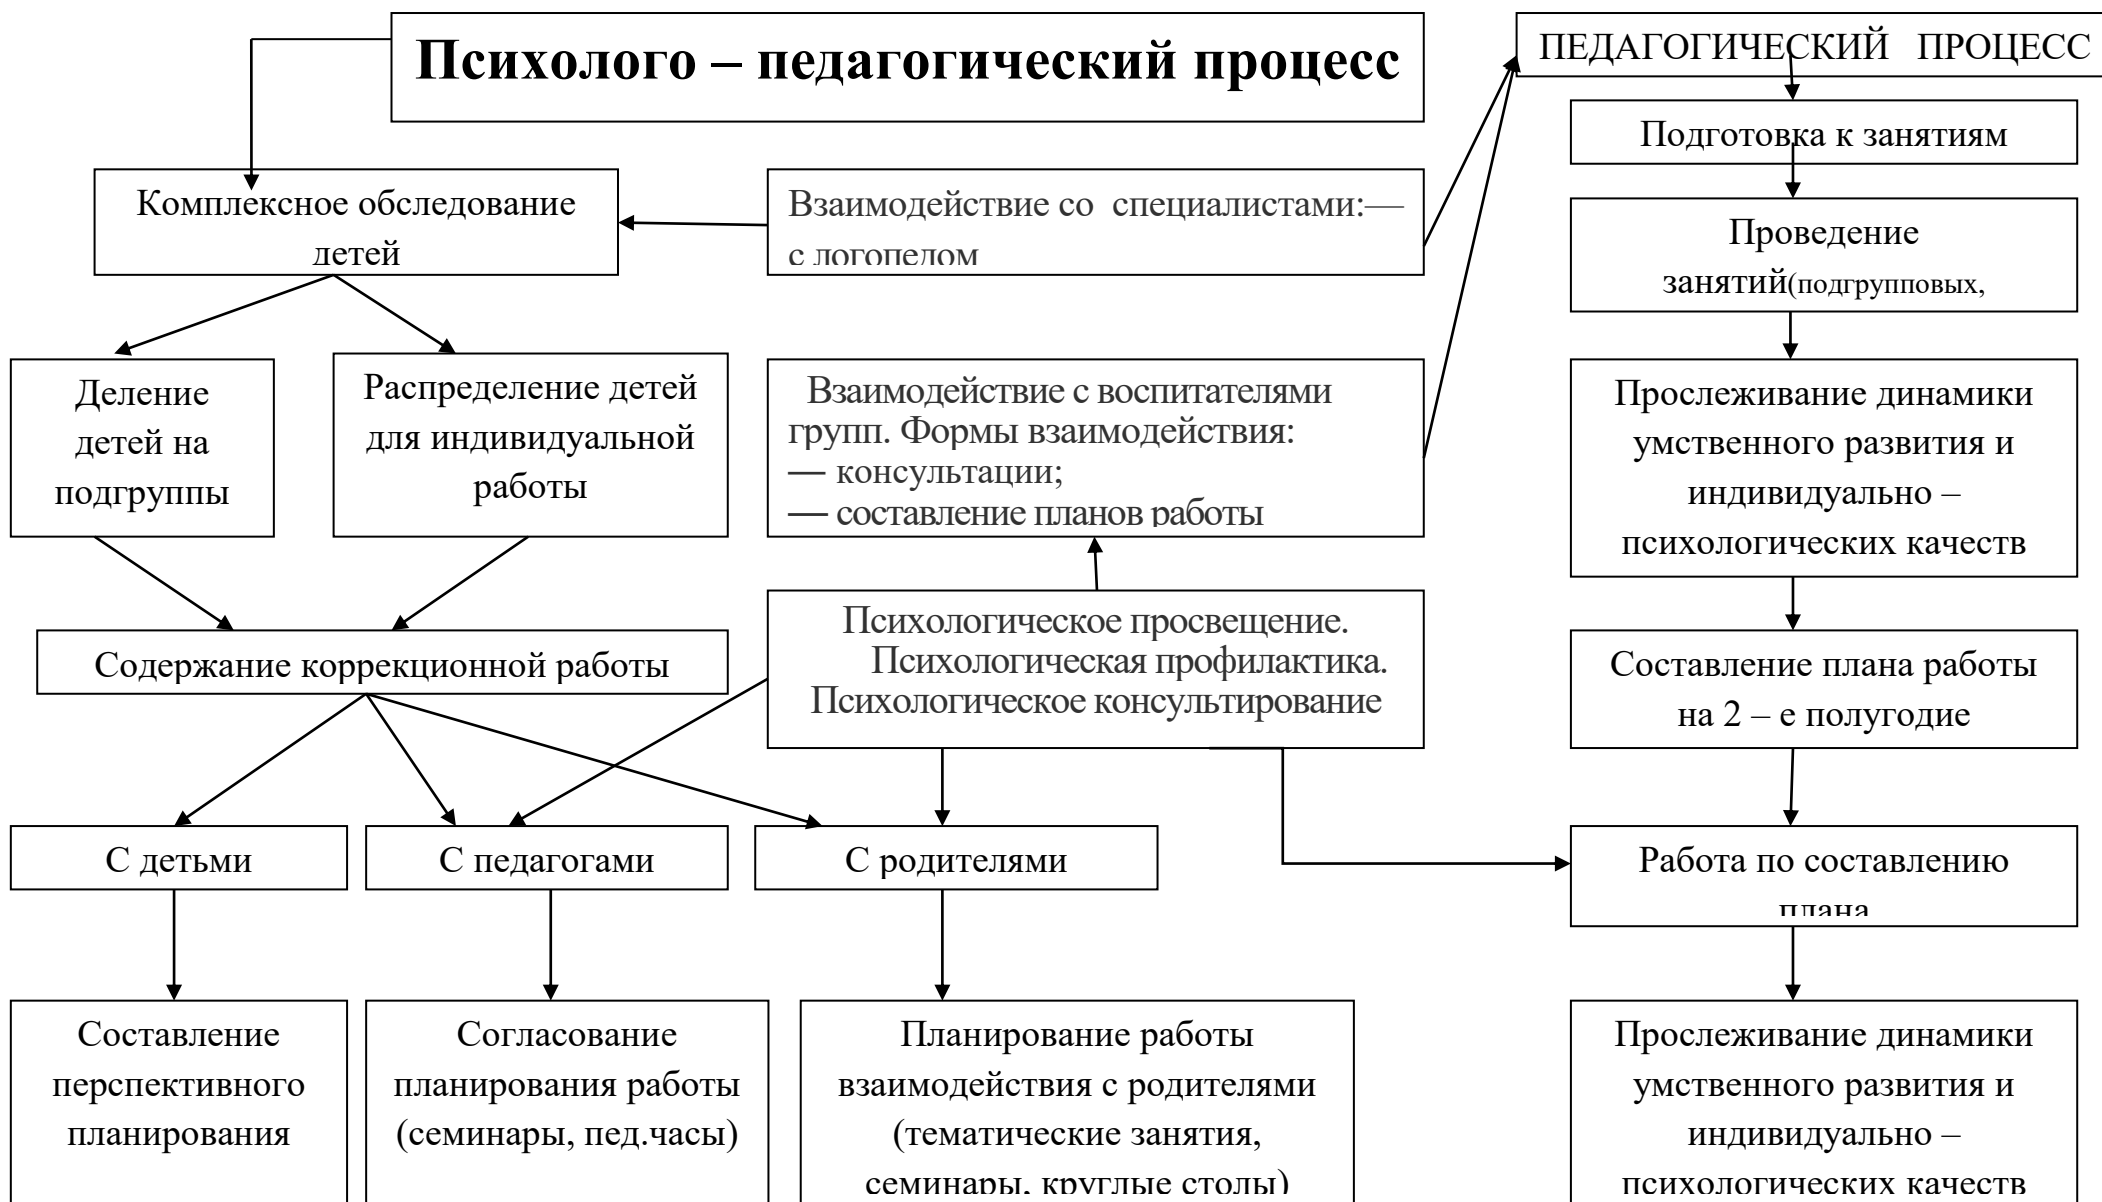 Психолого – педагогический процесс
ПЕДАГОГИЧЕСКИЙ ПРОЦЕСС
Подготовка к занятиям
Комплексное обследование
детей
Взаимодействие со специалистами:—
с логопедом
Проведение
занятий(подгрупповых,
Деление
детей на
подгруппы
Распределение детей
для индивидуальной
работы
Взаимодействие с воспитателями
групп. Формы взаимодействия:
— консультации;
— составление планов работы
Прослеживание динамики
умственного развития и
индивидуально –
психологических качеств
Содержание коррекционной работы
Психологическое просвещение.
Психологическая профилактика.
Психологическое консультирование
Составление плана работы
на 2 – е полугодие
С детьми
С педагогами
С родителями
Работа по составлению
плана
Составление
перспективного
планирования
Согласование
планирования работы
(семинары, пед.часы)
Планирование работы
взаимодействия с родителями
(тематические занятия,
семинары, круглые столы)
Прослеживание динамики
умственного развития и
индивидуально –
психологических качеств